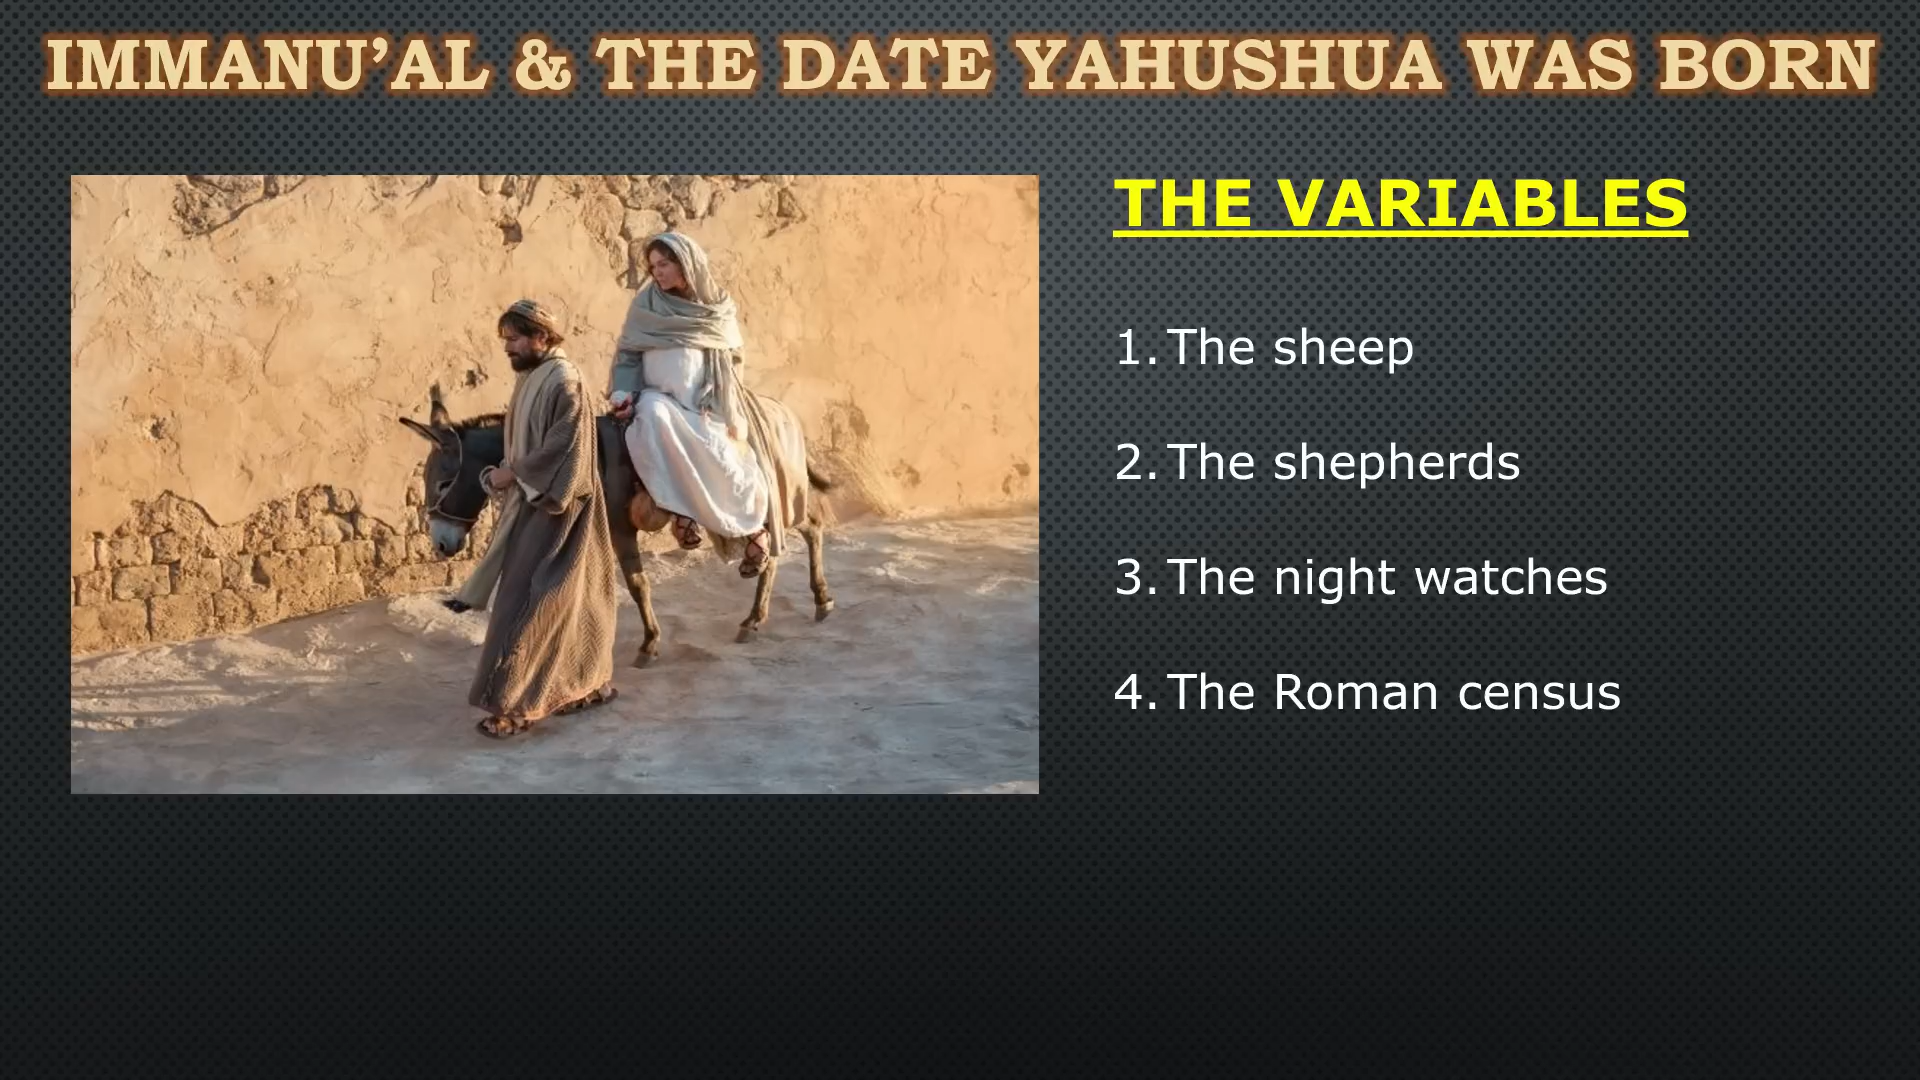 IMMANU’AL & THE DATE YAHUSHUA WAS BORN
THE VARIABLES
1. The sheep
2. The shepherds
3. The night watches
4. The Roman census